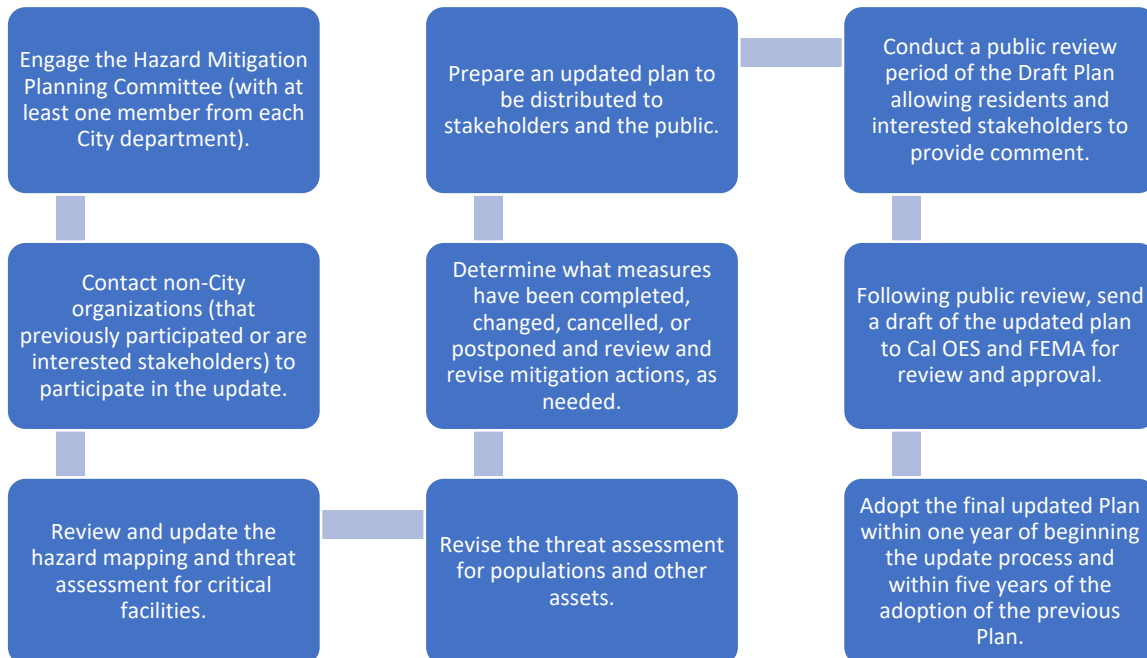 Engage the Hazard Mitigation
Planning Committee (with at
least one member from each
City department).
Contact non-City
organizations (that
previously participated or are
interested stakeholders) to
participate in the update.
Review and update the
hazard mapping and threat
assessment for critical
facilities.
Revise the threat assessment
for populations and other
assets.
Determine what measures
have been completed,
changed, cancelled, or
postponed and review and
revise mitigation actions, as
needed.
Prepare an updated plan to
be distributed to
stakeholders and the public.
Conduct a public review
period of the Draft Plan
allowing residents and
interested stakeholders to
provide comment.
Following public review, send
a draft of the updated plan
to Cal OES and FEMA for
review and approval.
Adopt the final updated Plan
within one year of beginning
the update process and
within five years of the
adoption of the previous
Plan.